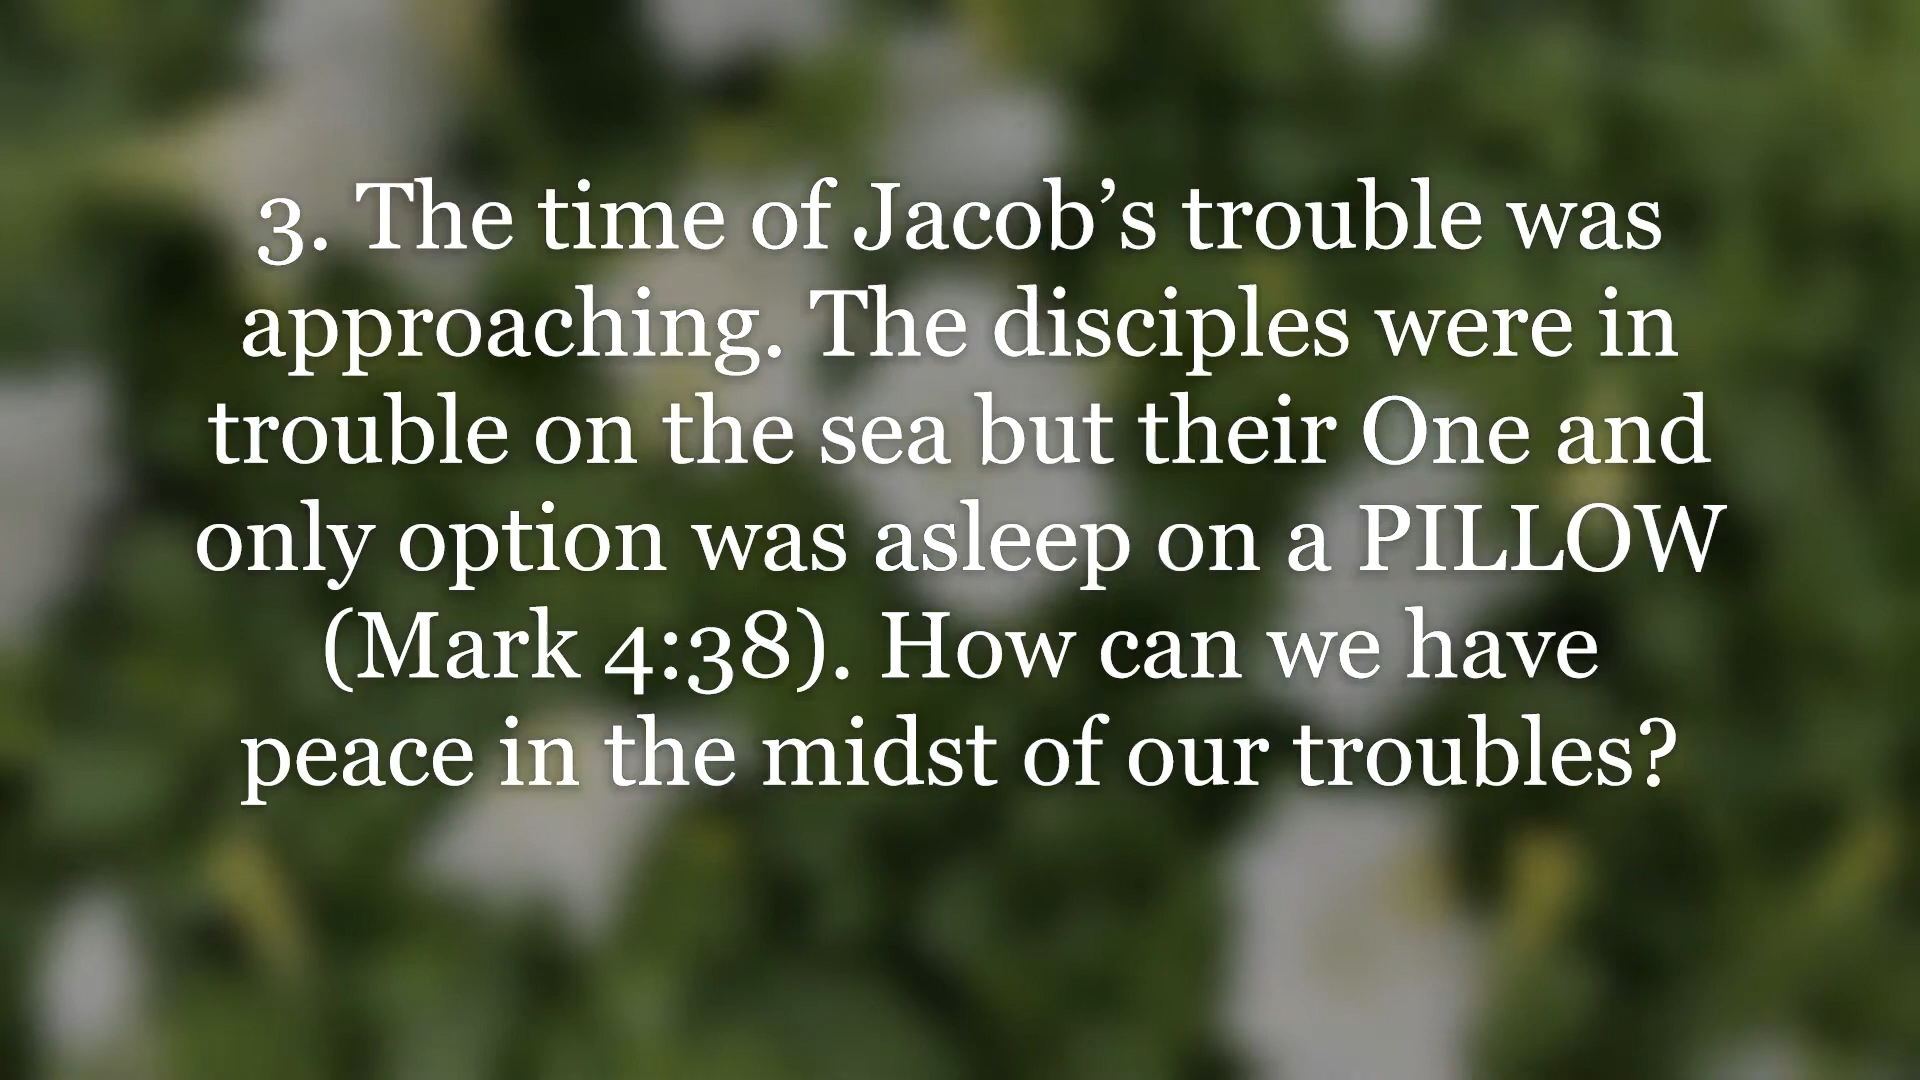 3. The time of Jacob’s trouble was
approaching. The disciples were in
trouble on the sea but their One and
only option was asleep on a PILLOW
(Mark 4:38). How can we have
peace in the midst of our troubles?